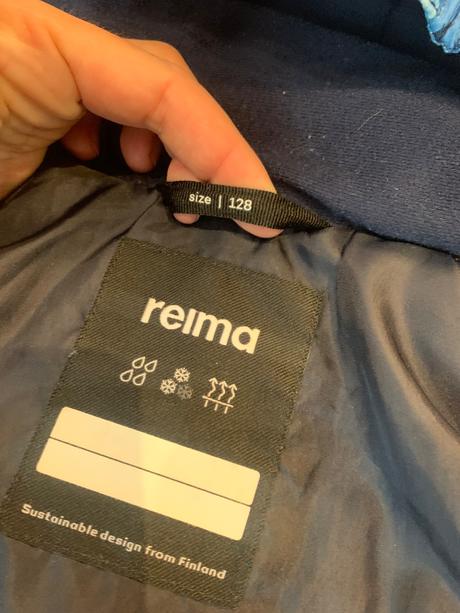 size | 128
reima
Sustainable design from Finland